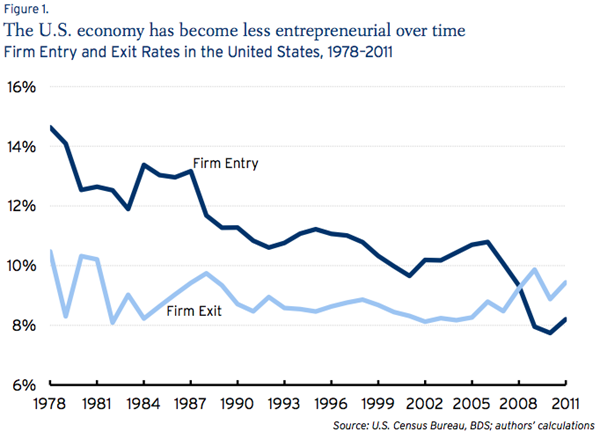 Figure 1.
The U.S. economy has become less entrepreneurial over time
Firm Entry and Exit Rates in the United States, 1978–2011
16%
14%
Firm Entry
12%
10%
Firm Exit
8%
6%
1978 1981 1984 1987 1990 1993 1996 1999 2002 2005 2008 2011
Source: U.S. Census Bureau, BDS; authors' calculations